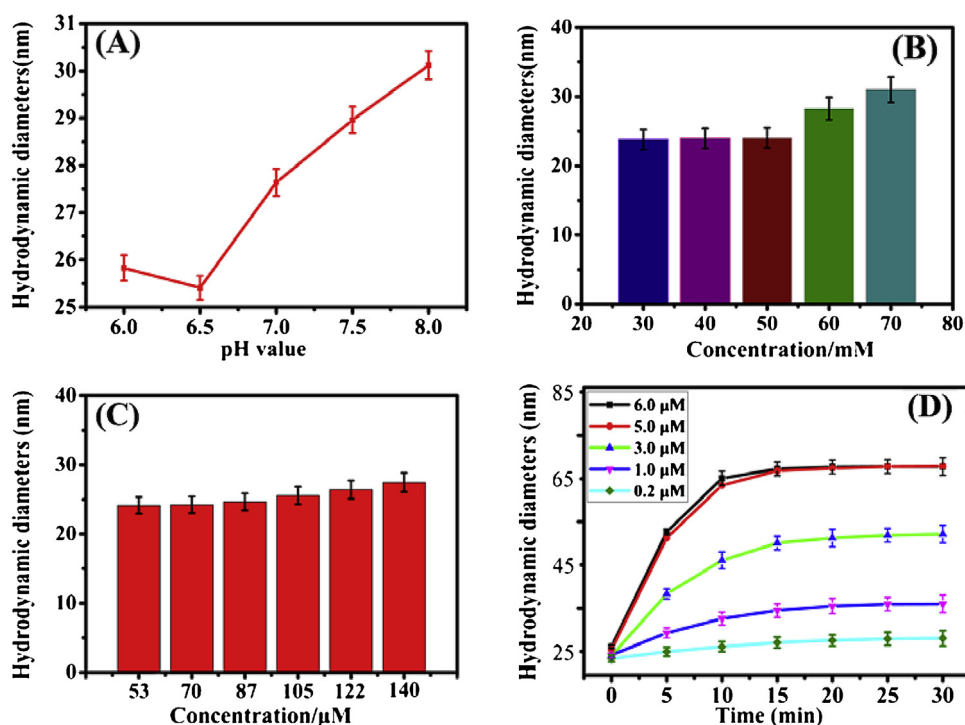 (A)
Hydrodynamic diameters(nm)
31
30
29
28
27
26
25
6.0 6.5 7.0 7.5 8.0
pH value
(B)
Hydrodynamic diameters(nm)
40
30
20
10
0
20 30 40 50 60 70 80
Concentration/mM
(C)
Hydrodynamic diameters (nm)
40
30
20
10
0
53 70 87 105 122 140
Concentration/μM
(D)
Hydrodynamic diameters (nm)
85
65
45
25
6.0 μM
5.0 μM
3.0 μM
1.0 μM
0.2 μM
0 5 10 15 20 25 30
Time (min)